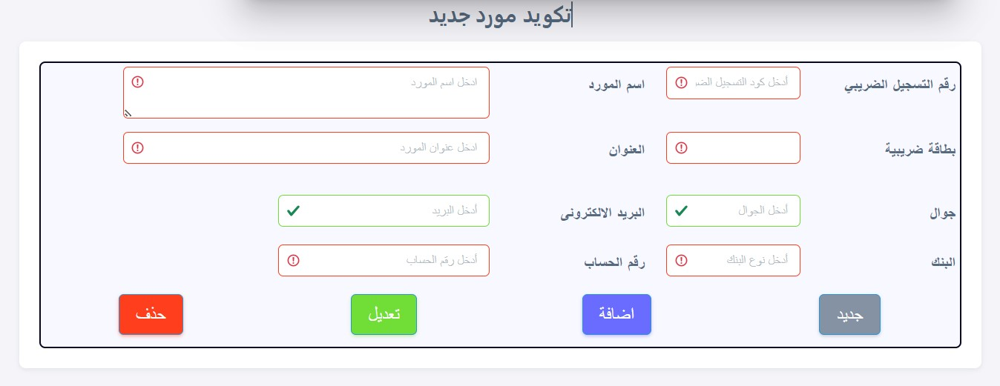 تكويد مورد جديد
رقم التسجيل الضريبي
أدخل كود التسجيل الضر
اسم المورد
ادخل اسم المورد
بطاقة ضريبية
العنوان
ادخل عنوان المورد
جوال
أدخل الجوال
البريد الالكترونى
أدخل البريد
البنك
أدخل نوع البنك
رقم الحساب
أدخل رقم الحساب
جديد
اضافة
تعديل
حذف